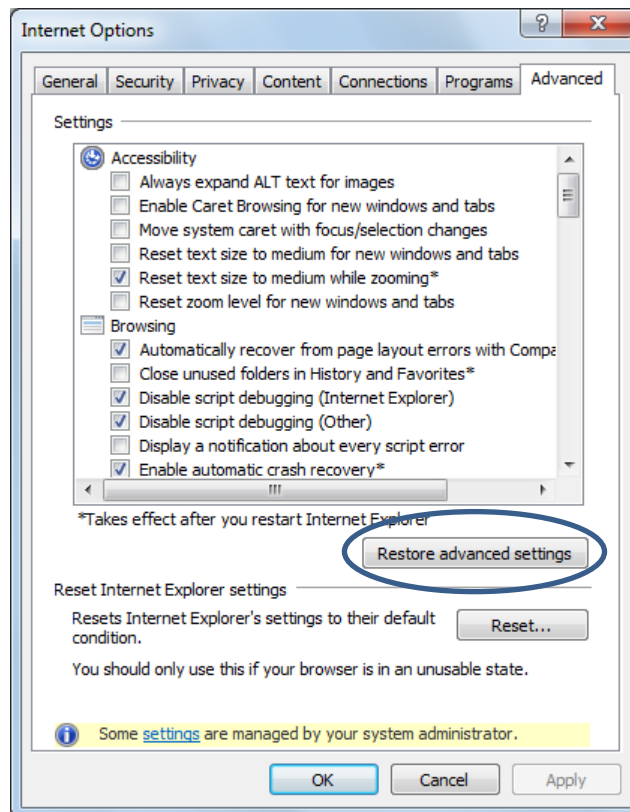 Internet Options
?
General Security Privacy Content Connections Programs Advanced
Settings
Accessibility
Always expand ALT text for images
Enable Caret Browsing for new windows and tabs
Move system caret with focus/selection changes
Reset text size to medium for new windows and tabs
Reset text size to medium while zooming*
Reset zoom level for new windows and tabs
Browsing
Automatically recover from page layout errors with Compa
Close unused folders in History and Favorites*
Disable script debugging (Internet Explorer)
Disable script debugging (Other)
Display a notification about every script error
Enable automatic crash recovery*
*Takes effect after you restart Internet Explorer
Restore advanced settings
Reset Internet Explorer settings
Resets Internet Explorer's settings to their default
condition.
Reset...
You should only use this if your browser is in an unusable state.
Some settings are managed by your system administrator.
OK Cancel Apply